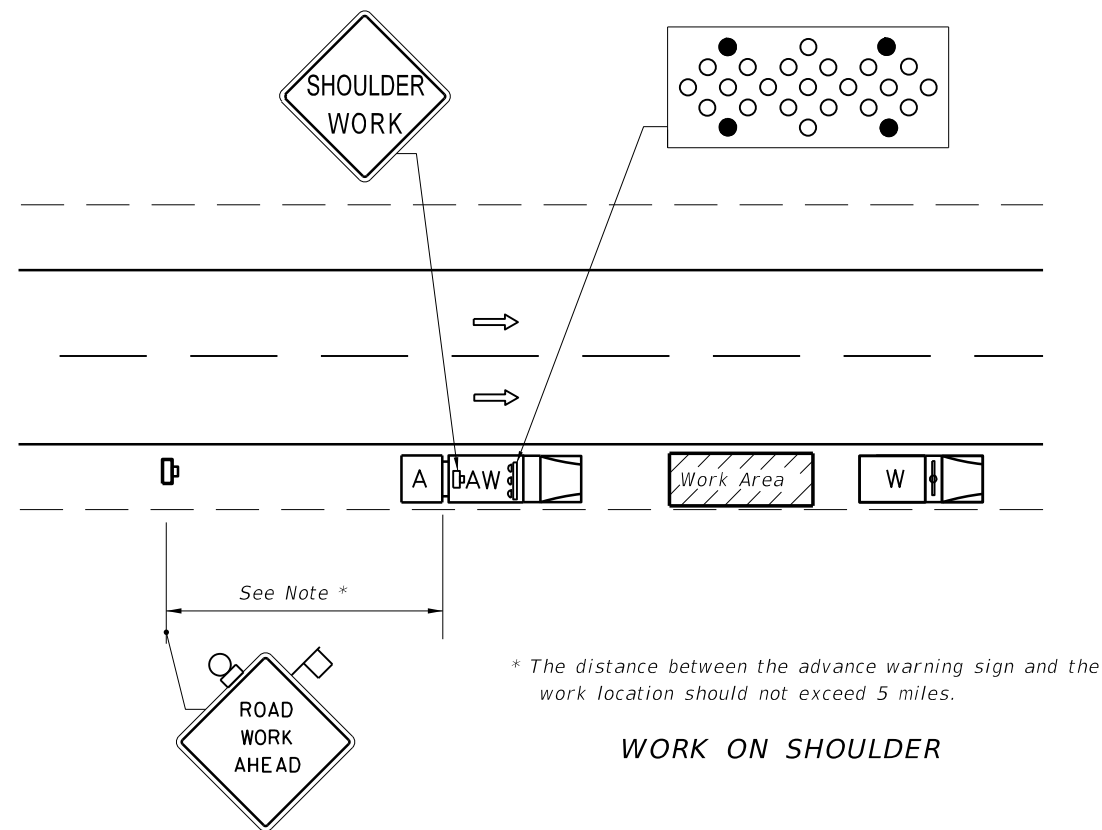 SHOULDER
WORK
A
AW
Work Area
W
See Note *
ROAD
WORK
AHEAD
* The distance between the advance warning sign and the
work location should not exceed 5 miles.
WORK ON SHOULDER